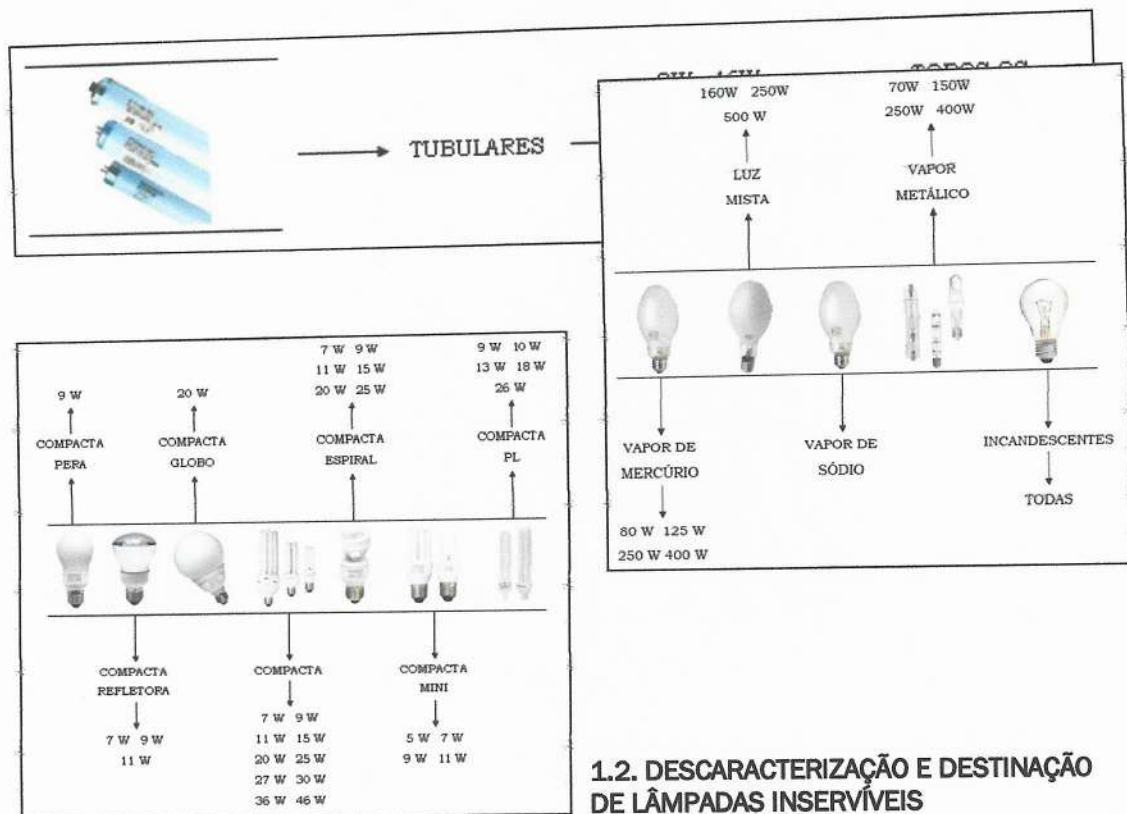 TUBULARES
160W 250W
500 W
LUZ
MISTA
70W 150W
250W 400W
VAPOR
METÁLICO
VAPOR DE
MERCÚRIO
80 W 125 W
250 W 400 W
VAPOR DE
SÓDIO
INCANDESCENTES
TODAS
9 W
COMPACTA
PERA
20 W
COMPACTA
GLOBO
7 W 9 W
11 W 15 W
20 W 25 W
COMPACTA
ESPIRAL
9 W 10 W
13 W 18 W
26 W
COMPACTA
PL
COMPACTA
REFLETORA
7 W 9 W
11 W
COMPACTA
7 W 9 W
11 W 15 W
20 W 25 W
27 W 30 W
36 W 46 W
COMPACTA
MINI
5 W 7 W
9 W 11 W
1.2. DESCARACTERIZAÇÃO E DESTINAÇÃO
DE LÂMPADAS INSERVÍVEIS